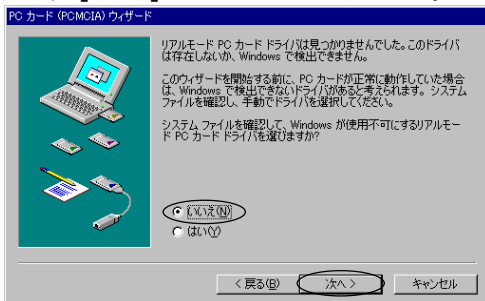 PC カード (PCMCIA) ウィザード
リアルモード PC カード ドライバは見つかりませんでした。このドライバ
は存在しないか、Windows で検出できません。
このウィザードを開始する前に、PC カードが正常に動作していた場合
は、Windows で検出できないドライバがあると考えられます。システム
ファイルを確認し、手動でドライバを選択してください。
システム ファイルを確認して、Windows が使用不可にするリアルモー
ド PC カード ドライバを選びますか?
いいえ(N)
はい(Y)
< 戻る(B)
次へ >
キャンセル